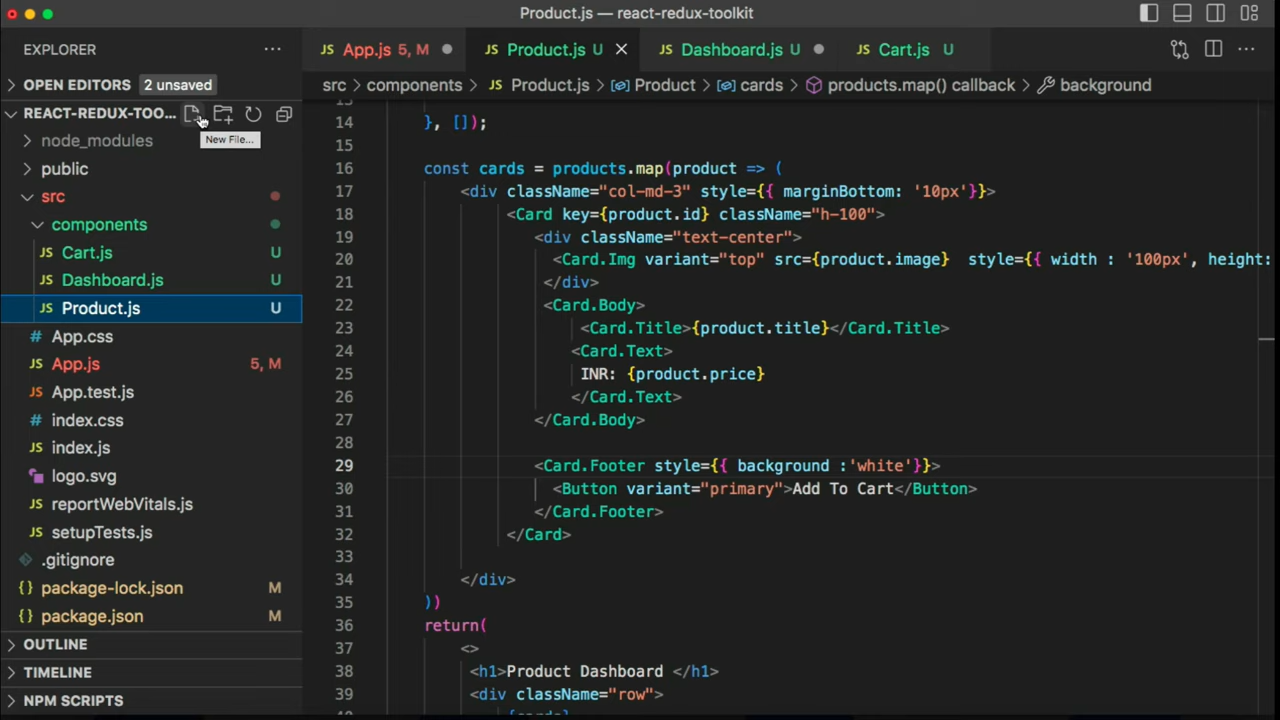 Product.js — react-redux-toolkit
EXPLORER
App.js 5, M
Product.js U
Dashboard.js U
Cart.js U
OPEN EDITORS 2 unsaved
src > components > JS Product.js > Product > cards > products.map() callback > background
REACT-REDUX-TOO...
New File...
node_modules
public
src
components
JS Cart.js U
JS Dashboard.js U
JS Product.js U
# App.css
JS App.js 5, M
JS App.test.js
# index.css
JS index.js
logo.svg
JS reportWebVitals.js
JS setupTests.js
.gitignore
{} package-lock.json M
{} package.json M
OUTLINE
TIMELINE
NPM SCRIPTS
14 }, []);
15
16 const cards = products.map(product => (
17 <div className="col-md-3" style={{ marginBottom: '10px'}}>
18 <Card key={product.id} className="h-100">
19 <div className="text-center">
20 <Card.Img variant="top" src={product.image} style={{ width : '100px', height:
21 </div>
22 <Card.Body>
23 <Card.Title>{product.title}</Card.Title>
24 <Card.Text>
25 INR: {product.price}
26 </Card.Text>
27 </Card.Body>
28
29 <Card.Footer style={{ background :'white'}}>
30 <Button variant="primary">Add To Cart</Button>
31 </Card.Footer>
32 </Card>
33
34 </div>
35 ))
36 return(
37 <>
38 <h1>Product Dashboard </h1>
39 <div className="row">